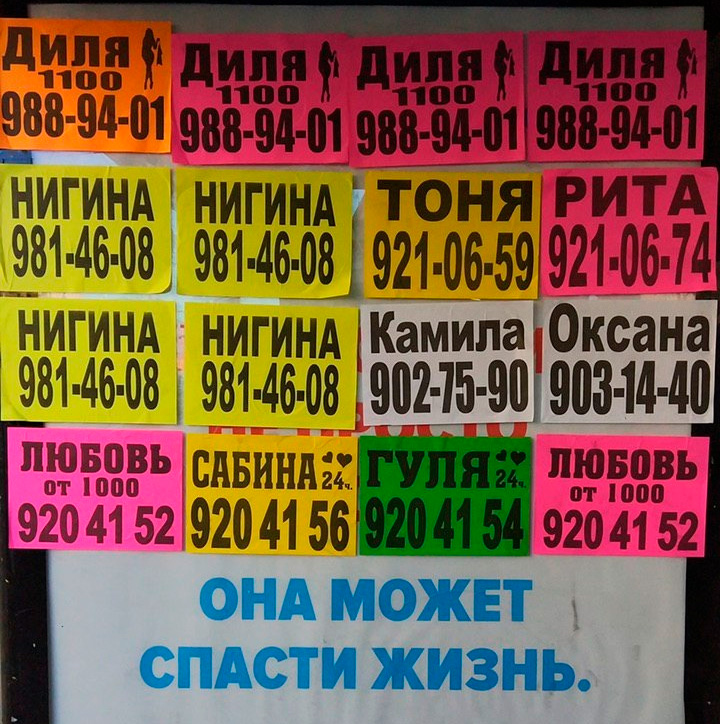 Диля
1100
988-94-01
Диля
1100
988-94-01
Диля
1100
988-94-01
Диля
1100
988-94-01
НИГИНА
981-46-08
НИГИНА
981-46-08
ТОНЯ
921-06-59
РИТА
921-06-74
НИГИНА
981-46-08
НИГИНА
981-46-08
Камила
902-75-90
Оксана
903-14-40
ЛЮБОВЬ
от 1000
920 41 52
САБИНА 24ч.
920 41 56
ГУЛЯ 24ч.
920 41 54
ЛЮБОВЬ
от 1000
920 41 52
ОНА МОЖЕТ
СПАСТИ ЖИЗНЬ.